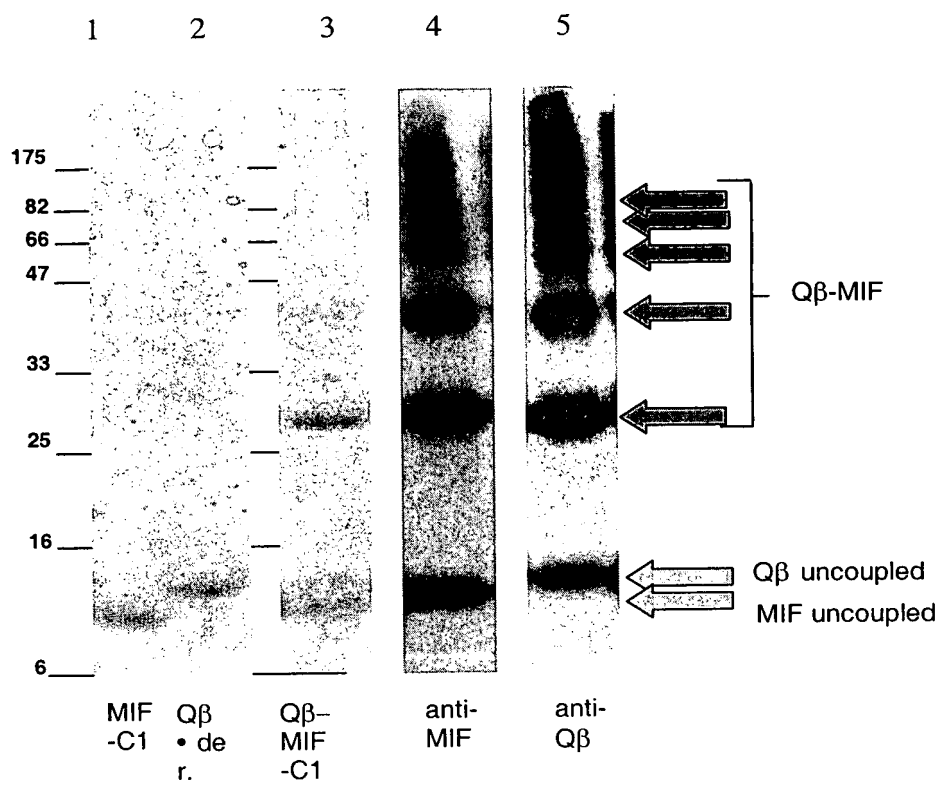 1 2 3 4 5
175
82
66
47
33
25
16
6
Qβ-MIF
Qβ uncoupled
MIF uncoupled
MIF
-C1
Qβ
• de
r.
Qβ–
MIF
-C1
anti-
MIF
anti-
Qβ